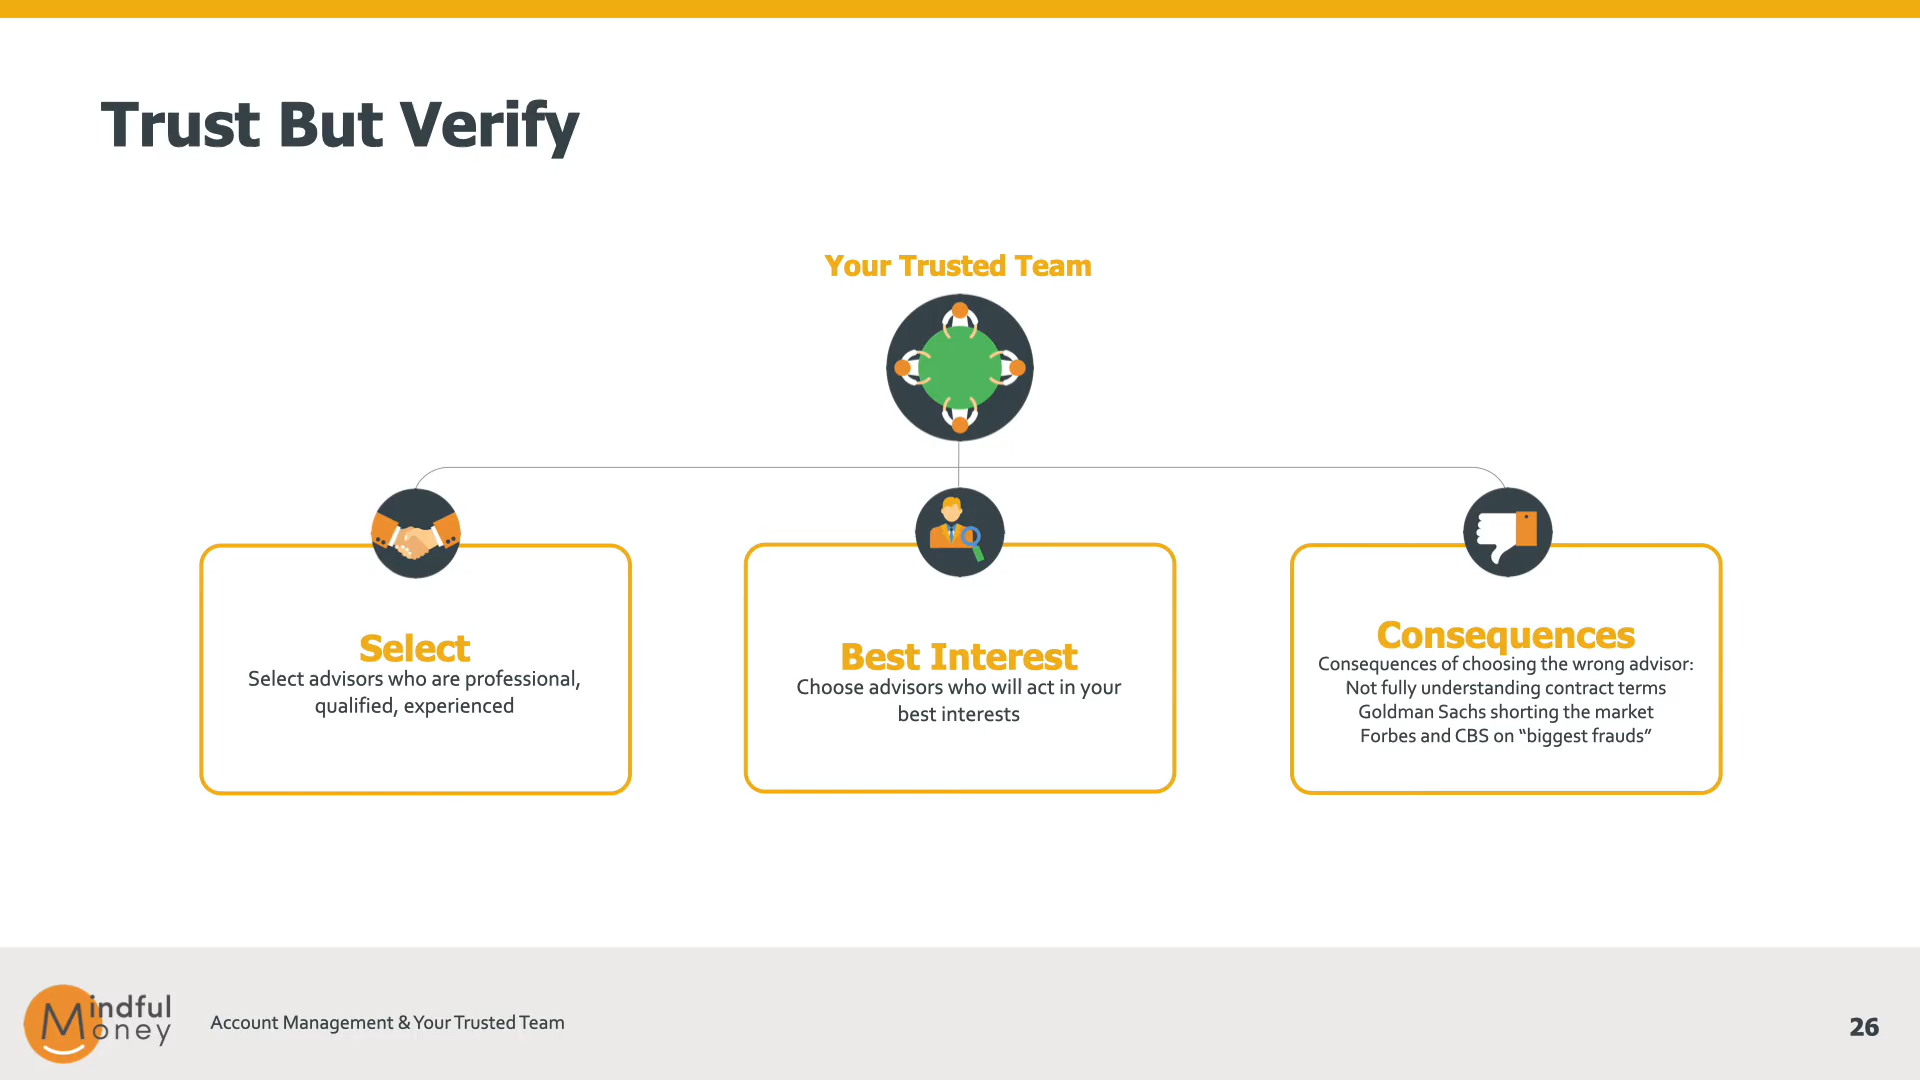 Trust But Verify
Your Trusted Team
Select
Select advisors who are professional,
qualified, experienced
Best Interest
Choose advisors who will act in your
best interests
Consequences
Consequences of choosing the wrong advisor:
Not fully understanding contract terms
Goldman Sachs shorting the market
Forbes and CBS on “biggest frauds”
Mindful
Money
Account Management & Your Trusted Team
26